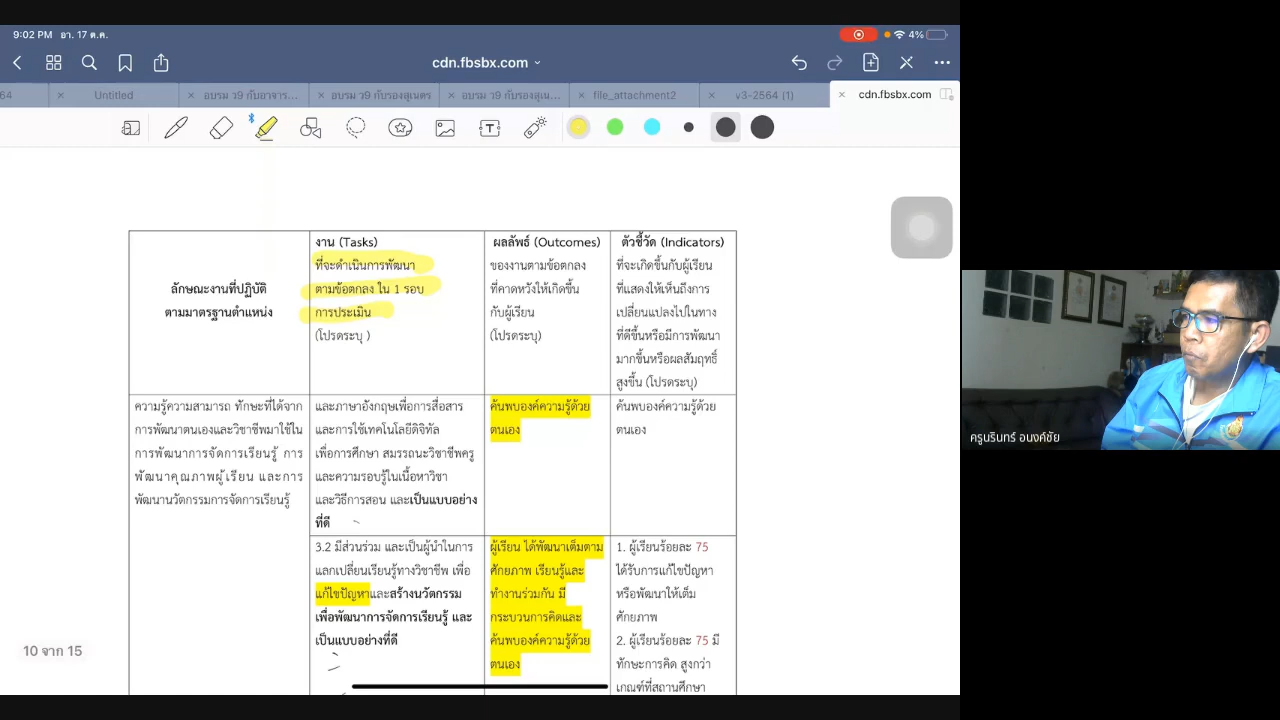 9:02 PM อา. 17 ต.ค.
4%
cdn.fbsbx.com
64
Untitled
อบรม ว9 กับอาจาร...
อบรม ว9 กับรองสุเนตร
อบรม ว9 กับรองสุเน...
file_attachment2
v3-2564 (1)
cdn.fbsbx.com
ลักษณะงานที่ปฏิบัติ
ตามมาตรฐานตำแหน่ง
งาน (Tasks)
ที่จะดำเนินการพัฒนา
ตามข้อตกลง ใน 1 รอบ
การประเมิน
(โปรดระบุ )
ผลลัพธ์ (Outcomes)
ของงานตามข้อตกลง
ที่คาดหวังให้เกิดขึ้น
กับผู้เรียน
(โปรดระบุ)
ตัวชี้วัด (Indicators)
ที่จะเกิดขึ้นกับผู้เรียน
ที่แสดงให้เห็นถึงการ
เปลี่ยนแปลงไปในทาง
ที่ดีขึ้นหรือมีการพัฒนา
มากขึ้นหรือผลสัมฤทธิ์
สูงขึ้น (โปรดระบุ)
ความรู้ความสามารถ ทักษะที่ได้จาก
การพัฒนาตนเองและวิชาชีพมาใช้ใน
การพัฒนาการจัดการเรียนรู้ การ
พัฒนาคุณภาพผู้เรียน และการ
พัฒนานวัตกรรมการจัดการเรียนรู้
และภาษาอังกฤษเพื่อการสื่อสาร
และการใช้เทคโนโลยีดิจิทัล
เพื่อการศึกษา สมรรถนะวิชาชีพครู
และความรอบรู้ในเนื้อหาวิชา
และวิธีการสอน และเป็นแบบอย่าง
ที่ดี
ค้นพบองค์ความรู้ด้วย
ตนเอง
ค้นพบองค์ความรู้ด้วย
ตนเอง
3.2 มีส่วนร่วม และเป็นผู้นำในการ
แลกเปลี่ยนเรียนรู้ทางวิชาชีพ เพื่อ
แก้ไขปัญหาและสร้างนวัตกรรม
เพื่อพัฒนาการจัดการเรียนรู้ และ
เป็นแบบอย่างที่ดี
ผู้เรียน ได้พัฒนาเต็มตาม
ศักยภาพ เรียนรู้และ
ทำงานร่วมกัน มี
กระบวนการคิดและ
ค้นพบองค์ความรู้ด้วย
ตนเอง
1. ผู้เรียนร้อยละ 75
ได้รับการแก้ไขปัญหา
หรือพัฒนาให้เต็ม
ศักยภาพ
2. ผู้เรียนร้อยละ 75 มี
ทักษะการคิด สูงกว่า
เกณฑ์ที่สถานศึกษา
10 จาก 15
ครูนรินทร์ อนงค์ชัย